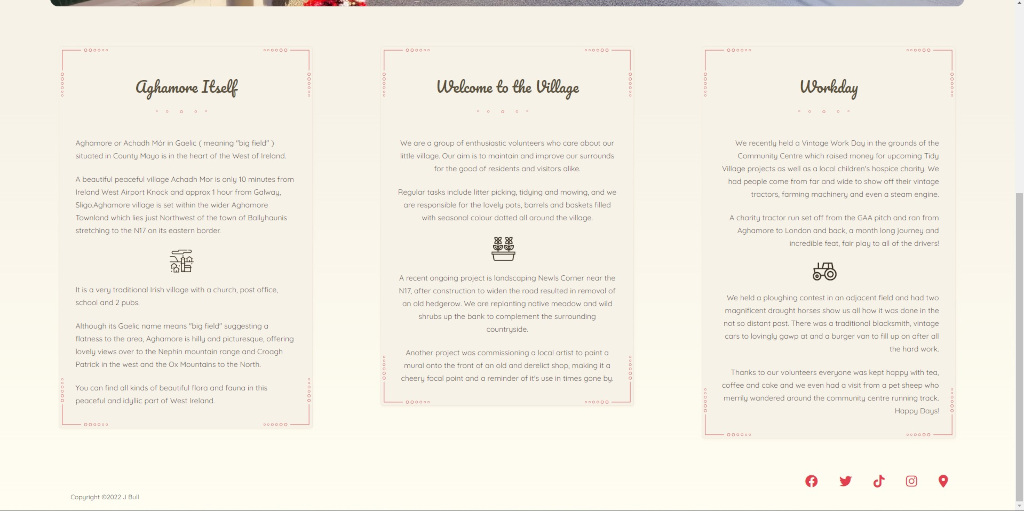 Aghamore Itself
Aghamore or Achadh Mór in Gaelic ( meaning "big field" )
situated in County Mayo is in the heart of the West of Ireland.
A beautiful peaceful village Achadh Mor is only 10 minutes from
Ireland West Airport Knock and approx 1 hour from Galway,
Sligo.Aghamore village is set within the wider Aghamore
Townland which lies just Northwest of the town of Ballyhaunis
stretching to the N17 on its eastern border.
It is a very traditional Irish village with a church, post office,
school and 2 pubs.
Although its Gaelic name means "big field" suggesting a
flatness to the area, Aghamore is hilly and picturesque, offering
lovely views over to the Nephin mountain range and Croagh
Patrick in the west and the Ox Mountains to the North.
You can find all kinds of beautiful flora and fauna in this
peaceful and idyllic part of West Ireland.
Welcome to the Village
We are a group of enthusiastic volunteers who care about our
little village. Our aim is to maintain and improve our surrounds
for the good of residents and visitors alike.
Regular tasks include litter picking, tidying and mowing, and we
are responsible for the lovely pots, barrels and baskets filled
with seasonal colour dotted all around the village.
A recent ongoing project is landscaping Newls Corner near the
N17, after construction to widen the road resulted in removal of
an old hedgerow. We are replanting native meadow and wild
shrubs up the bank to complement the surrounding
countryside.
Another project was commissioning a local artist to paint a
mural onto the front of an old and derelict shop, making it a
cheery focal point and a reminder of it's use in times gone by.
Workday
We recently held a Vintage Work Day in the grounds of the
Community Centre which raised money for upcoming Tidy
Village projects as well as a local children's hospice charity. We
had people come from far and wide to show off their vintage
tractors, farming machinery and even a steam engine.
A charity tractor run set off from the GAA pitch and ran from
Aghamore to London and back, a month long journey and
incredible feat, fair play to all of the drivers!
We held a ploughing contest in an adjacent field and had two
magnificent draught horses show us all how it was done in the
not so distant past. There was a traditional blacksmith, vintage
cars to lovingly gawp at and a burger van to fill up on after all
the hard work.
Thanks to our volunteers everyone was kept happy with tea,
coffee and cake and we even had a visit from a pet sheep who
merrily wandered around the community centre running track.
Happy Days!
Copyright ©2022 J Bull